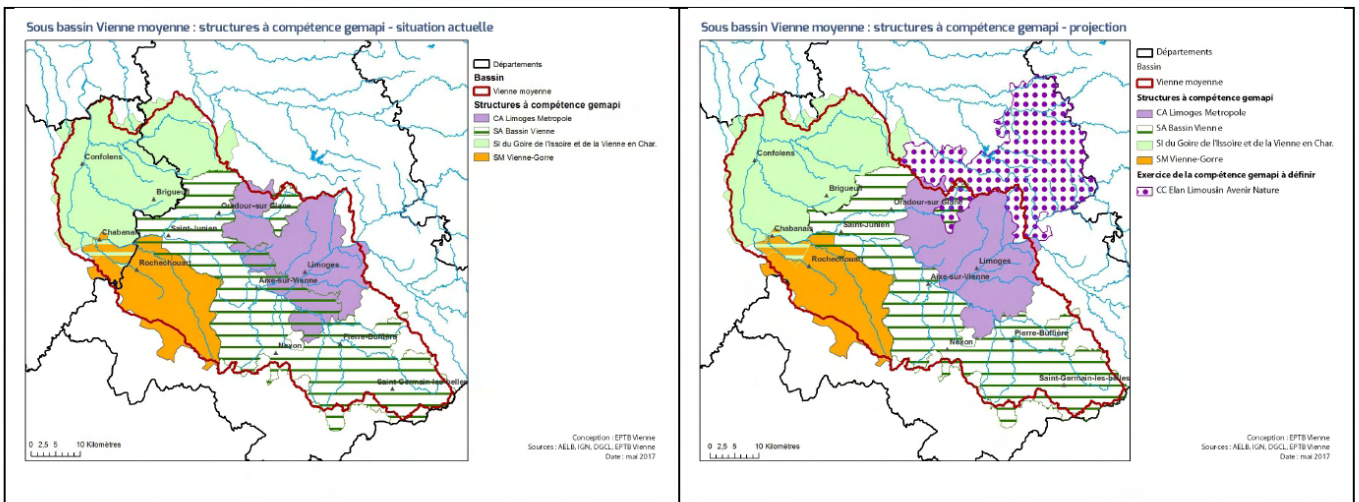 Sous bassin Vienne moyenne : structures à compétence gemapi - situation actuelle
Départements
Bassin
Vienne moyenne
Structures à compétence gemapi
CA Limoges Metropole
SA Bassin Vienne
SI du Goire de l'Issoire et de la Vienne en Char.
SM Vienne-Gorre
Confolens
Brigueuil
Oradour-sur Glane
Chabanais
Saint-Junien
Rochechouart
Limoges
Aixe-sur-Vienne
Nexon
Pierre-Buffière
Saint-Germain-les-belles
0 2,5 5 10 Kilomètres
Conception : EPTB Vienne
Sources : AELB, IGN, DGCL, EPTB Vienne
Date : mai 2017
Sous bassin Vienne moyenne : structures à compétence gemapi - projection
Départements
Bassin
Vienne moyenne
Structures à compétence gemapi
CA Limoges Metropole
SA Bassin Vienne
SI du Goire de l'Issoire et de la Vienne en Char.
SM Vienne-Gorre
Exercice de la compétence gemapi à définir
CC Elan Limousin Avenir Nature
Confolens
Brigueuil
Oradour-sur Glane
Chabanais
Saint-Junien
Rochechouart
Limoges
Aixe-sur-Vienne
Nexon
Pierre-Buffière
Saint-Germain-les-belles
0 2,5 5 10 Kilomètres
Conception : EPTB Vienne
Sources : AELB, IGN, DGCL, EPTB Vienne
Date : mai 2017